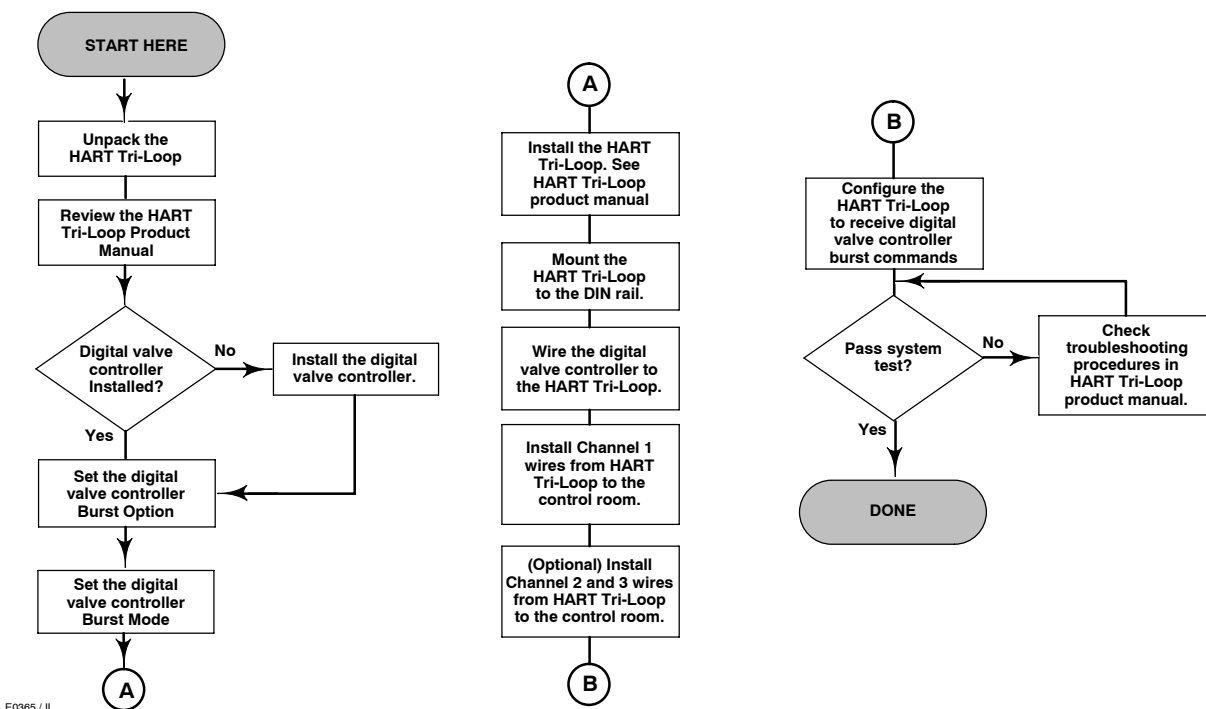 START HERE
Unpack the
HART Tri-Loop
Review the HART
Tri-Loop Product
Manual
Digital valve
controller
Installed?
No
Install the digital
valve controller.
Yes
Set the digital
valve controller
Burst Option
Set the digital
valve controller
Burst Mode
A
E0365 / IL
A
Install the HART
Tri-Loop. See
HART Tri-Loop
product manual
Mount the
HART Tri-Loop
to the DIN rail.
Wire the digital
valve controller to
the HART Tri-Loop.
Install Channel 1
wires from HART
Tri-Loop to the
control room.
(Optional) Install
Channel 2 and 3 wires
from HART Tri-Loop
to the control room.
B
B
Configure the
HART Tri-Loop
to receive digital
valve controller
burst commands
Pass system
test?
No
Check
troubleshooting
procedures in
HART Tri-Loop
product manual.
Yes
DONE